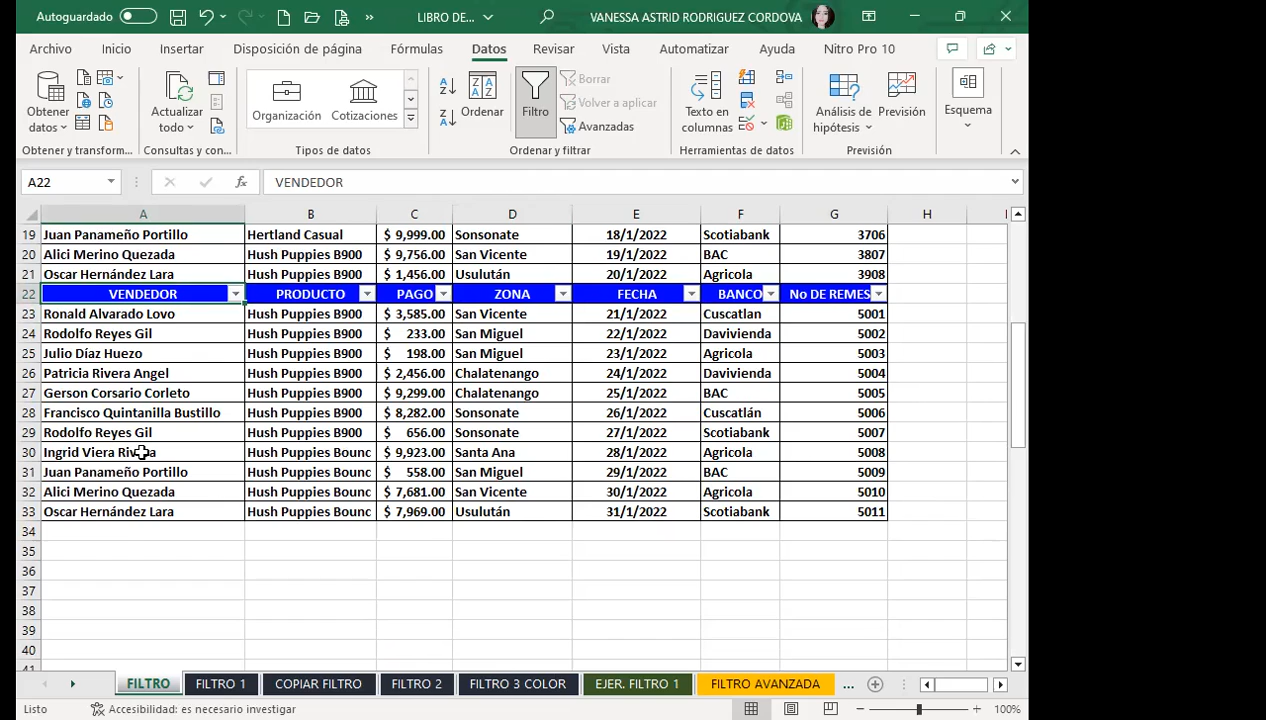 Autoguardado LIBRO DE... VANESSA ASTRID RODRIGUEZ CORDOVA
Archivo Inicio Insertar Disposición de página Fórmulas Datos Revisar Vista Automatizar Ayuda Nitro Pro 10
Obtener datos Actualizar todo Organización Cotizaciones Ordenar Filtro Borrar Volver a aplicar Avanzadas Texto en columnas Análisis de hipótesis Previsión Esquema
Obtener y transform... Consultas y con... Tipos de datos Ordenar y filtrar Herramientas de datos Previsión
A22 fx VENDEDOR
A B C D E F G H I
19 Juan Panameño Portillo Hertland Casual $ 9,999.00 Sonsonate 18/1/2022 Scotiabank 3706
20 Alici Merino Quezada Hush Puppies B900 $ 9,756.00 San Vicente 19/1/2022 BAC 3807
21 Oscar Hernández Lara Hush Puppies B900 $ 1,456.00 Usulután 20/1/2022 Agricola 3908
22 VENDEDOR PRODUCTO PAGO ZONA FECHA BANCO No DE REMES
23 Ronald Alvarado Lovo Hush Puppies B900 $ 3,585.00 San Vicente 21/1/2022 Cuscatlan 5001
24 Rodolfo Reyes Gil Hush Puppies B900 $ 233.00 San Miguel 22/1/2022 Davivienda 5002
25 Julio Díaz Huezo Hush Puppies B900 $ 198.00 San Miguel 23/1/2022 Agricola 5003
26 Patricia Rivera Angel Hush Puppies B900 $ 2,456.00 Chalatenango 24/1/2022 Davivienda 5004
27 Gerson Corsario Corleto Hush Puppies B900 $ 9,299.00 Chalatenango 25/1/2022 BAC 5005
28 Francisco Quintanilla Bustillo Hush Puppies B900 $ 8,282.00 Sonsonate 26/1/2022 Cuscatlán 5006
29 Rodolfo Reyes Gil Hush Puppies B900 $ 656.00 Sonsonate 27/1/2022 Scotiabank 5007
30 Ingrid Viera Hush Puppies Bounc $ 9,923.00 Santa Ana 28/1/2022 Agricola 5008
31 Juan Panameño Portillo Hush Puppies Bounc $ 558.00 San Miguel 29/1/2022 BAC 5009
32 Alici Merino Quezada Hush Puppies Bounc $ 7,681.00 San Vicente 30/1/2022 Agricola 5010
33 Oscar Hernández Lara Hush Puppies Bounc $ 7,969.00 Usulután 31/1/2022 Scotiabank 5011
34
35
36
37
38
39
40
FILTRO FILTRO 1 COPIAR FILTRO FILTRO 2 FILTRO 3 COLOR EJER. FILTRO 1 FILTRO AVANZADA ...
Listo Accesibilidad: es necesario investigar 100%